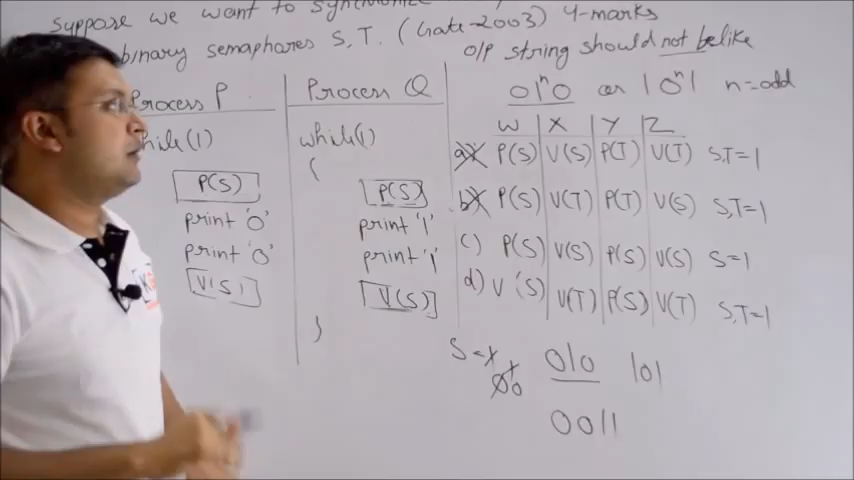 suppose we want to synchronize
binary semaphares S,T. (Gate-2003) 4-marks
O/P string should not be like
01ⁿ0 or 10ⁿ1 n=odd
Process P
while(1)
P(S)
print '0'
print '0'
V(S)
Process Q
while(1)
{
P(S)
print '1'
print '1'
V(S)
}
W X Y Z
a) P(S) V(S) P(T) V(T) S,T=1
b) P(S) V(T) P(T) V(S) S,T=1
c) P(S) V(S) P(S) V(S) S=1
d) V(S) V(T) P(S) V(T) S,T=1
S=1
010 101
0011